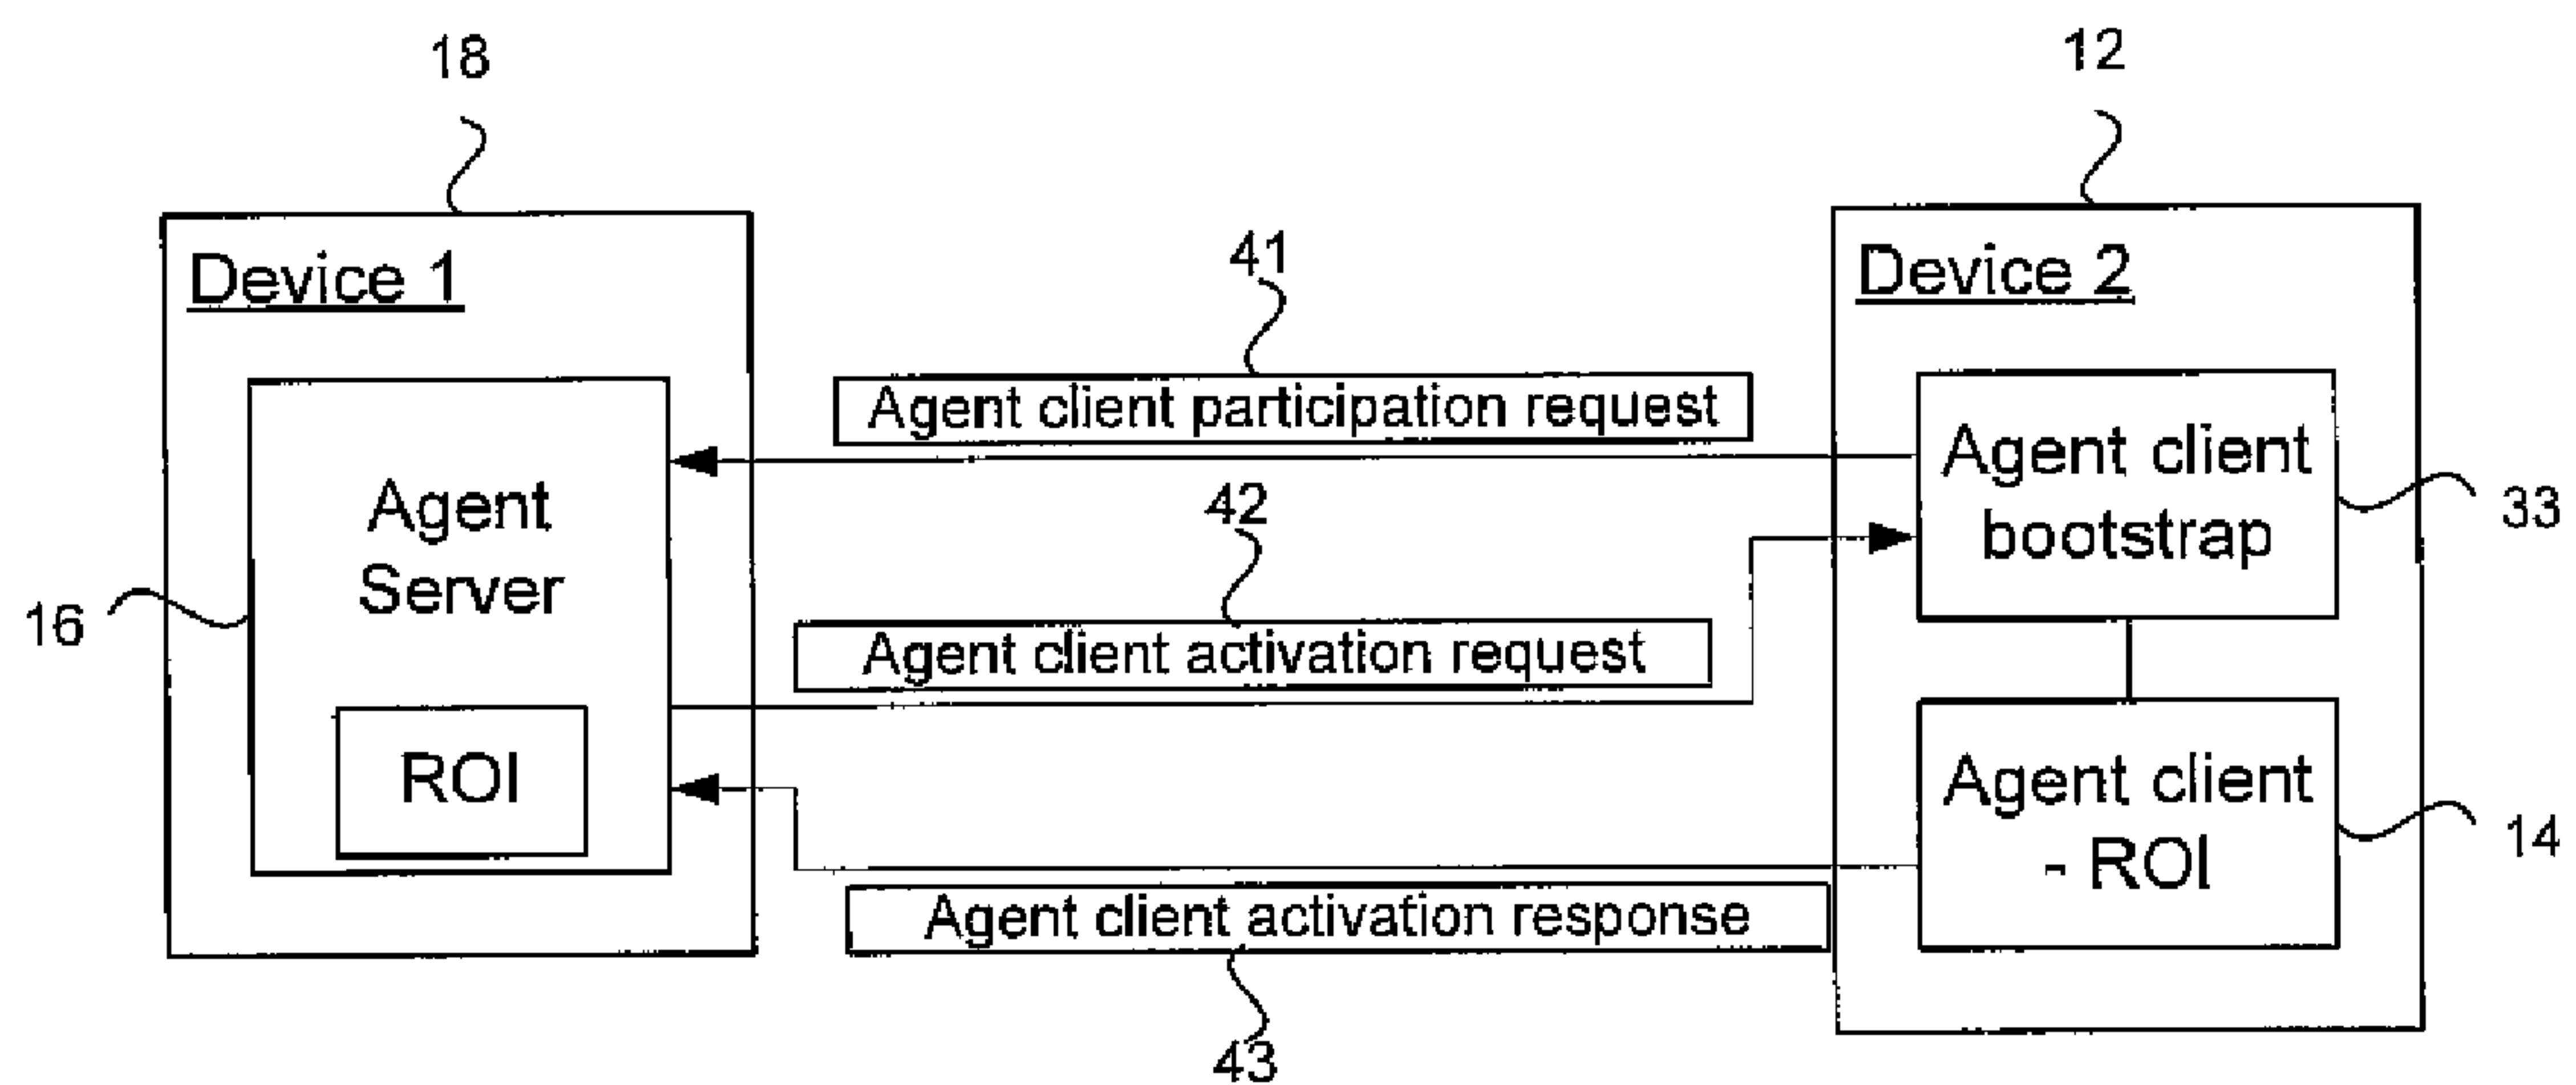 18
12
Device 1
Device 2
41
Agent client participation request
Agent client
bootstrap
33
42
Agent
Server
16
Agent client activation request
ROI
Agent client
- ROI
14
Agent client activation response
43